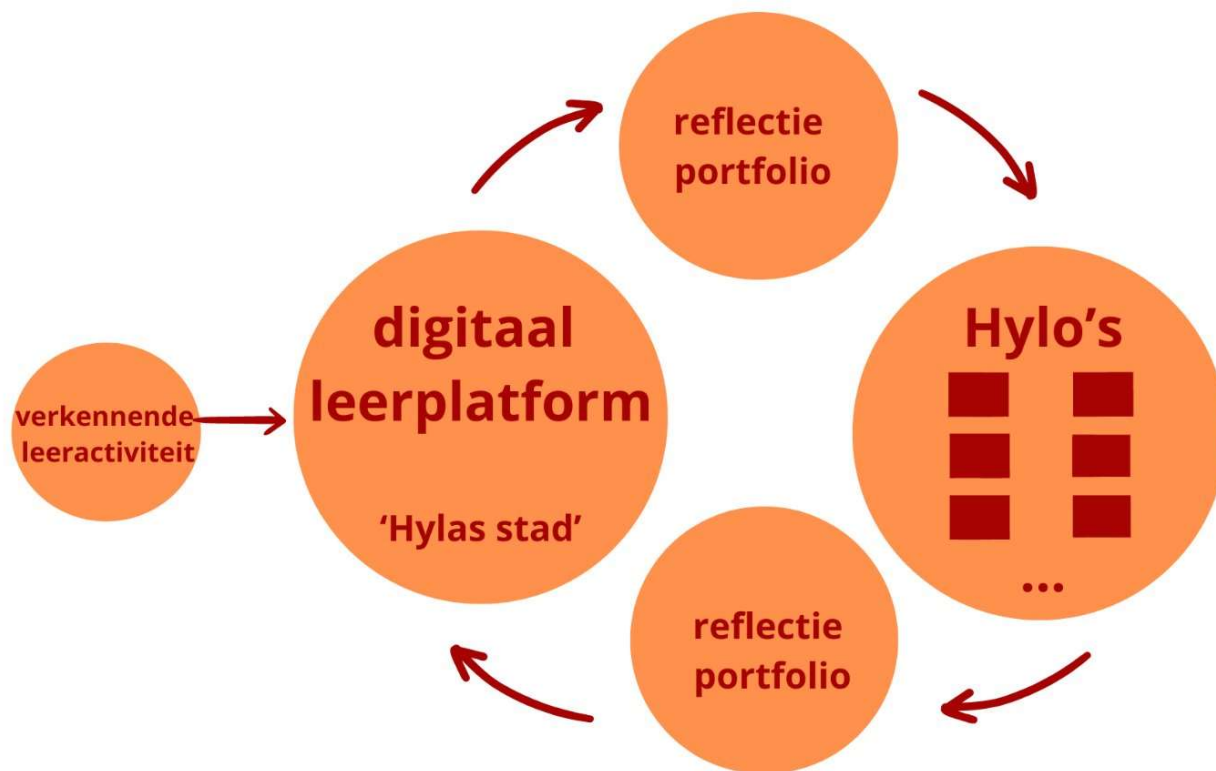 verkennende
leeractiviteit
digitaal
leerplatform
‘Hylas stad’
reflectie
portfolio
Hylo’s
...
reflectie
portfolio